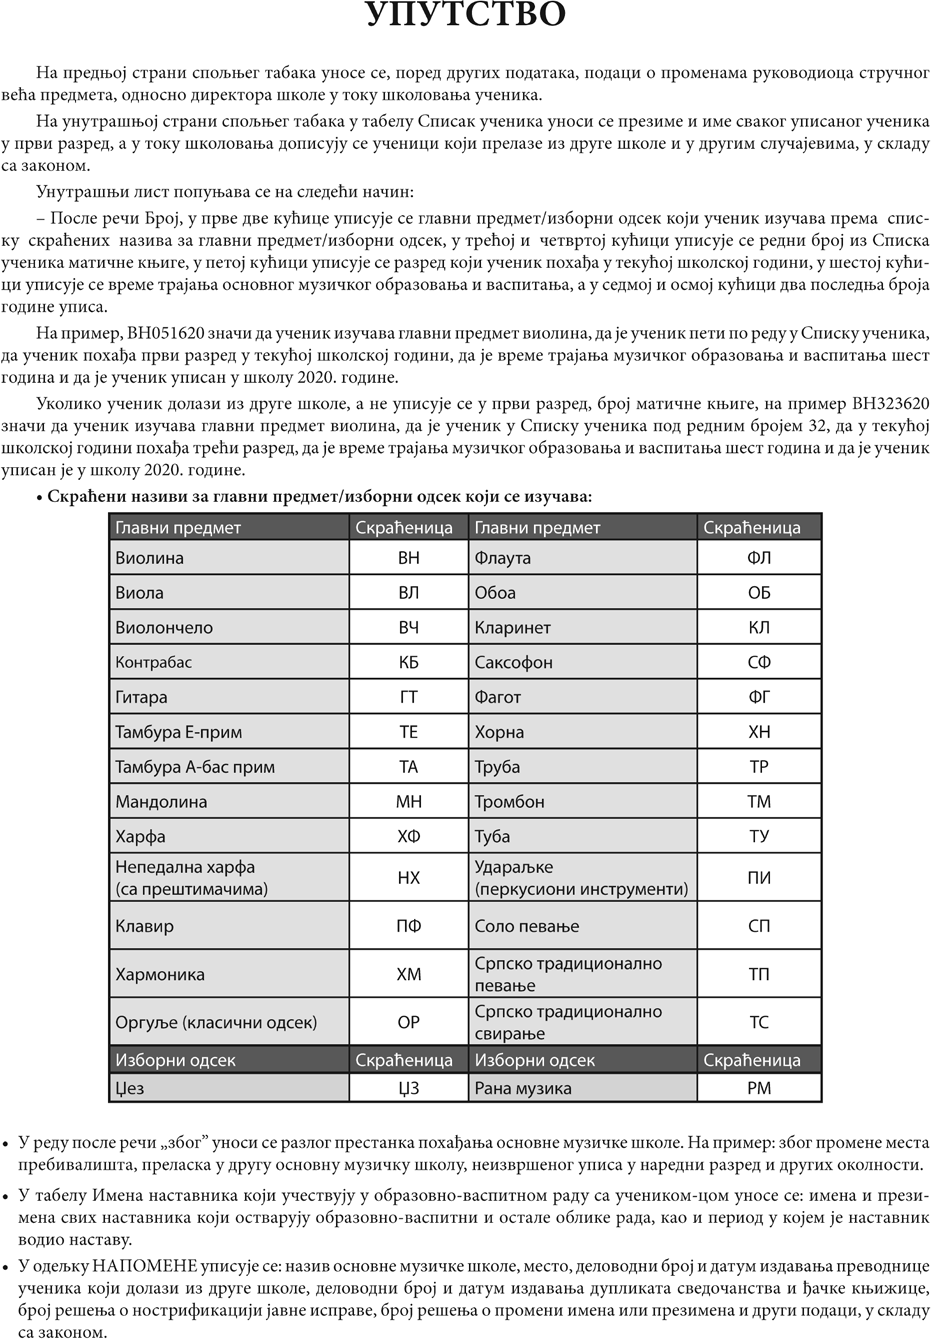 УПУТСТВО
На предњој страни спољњег табака уносе се, поред других података, подаци о променама руководиоца стручног
већа предмета, односно директора школе у току школовања ученика.
На унутрашњој страни спољњег табака у табелу Списак ученика уноси се презиме и име сваког уписаног ученика
у први разред, а у току школовања дописују се ученици који прелазе из друге школе и у другим случајевима, у складу
са законом.
Унутрашњи лист попуњава се на следећи начин:
– После речи Број, у прве две кућице уписује се главни предмет/изборни одсек који ученик изучава према спис-
ку скраћених назива за главни предмет/изборни одсек, у трећој и четвртој кућици уписује се редни број из Списка
ученика матичне књиге, у петој кућици уписује се разред који ученик похађа у текућој школској години, у шестој кући-
ци уписује се време трајања основног музичког образовања и васпитања, а у седмој и осмој кућици два последња броја
године уписа.
На пример, ВН051620 значи да ученик изучава главни предмет виолина, да је ученик пети по реду у Списку ученика,
да ученик похађа први разред у текућој школској години, да је време трајања музичког образовања и васпитања шест
година и да је ученик уписан у школу 2020. године.
Уколико ученик долази из друге школе, а не уписује се у први разред, број матичне књиге, на пример ВН323620
значи да ученик изучава главни предмет виолина, да је ученик у Списку ученика под редним бројем 32, да у текућој
школској години похађа трећи разред, да је време трајања музичког образовања и васпитања шест година и да је ученик
уписан је у школу 2020. године.
• Скраћени називи за главни предмет/изборни одсек који се изучава:
Главни предмет Скраћеница Главни предмет Скраћеница
Виолина ВН Флаута ФЛ
Виола ВЛ Обоа ОБ
Виолончело ВЧ Кларинет КЛ
Контрабас КБ Саксофон СФ
Гитара ГТ Фагот ФГ
Тамбура Е-прим ТЕ Хорна ХН
Тамбура А-бас прим ТА Труба ТР
Мандолина МН Тромбон ТМ
Харфа ХФ Туба ТУ
Непедална харфа
(са прештимачима) НХ Удараљке
(перкусиони инструменти) ПИ
Клавир ПФ Соло певање СП
Хармоника ХМ Српско традиционално
певање ТП
Оргуље (класични одсек) ОР Српско традиционално
свирање ТС
Изборни одсек Скраћеница Изборни одсек Скраћеница
Џез ЏЗ Рана музика РМ
• У реду после речи „због” уноси се разлог престанка похађања основне музичке школе. На пример: због промене места
пребивалишта, преласка у другу основну музичку школу, неизвршеног уписа у наредни разред и других околности.
• У табелу Имена наставника који учествују у образовно-васпитном раду са учеником-цом уносе се: имена и прези-
мена свих наставника који остварују образовно-васпитни и остале облике рада, као и период у којем је наставник
водио наставу.
• У одељку НАПОМЕНЕ уписује се: назив основне музичке школе, место, деловодни број и датум издавања преводнице
ученика који долази из друге школе, деловодни број и датум издавања дупликата сведочанства и ђачке књижице,
број решења о нострификацији јавне исправе, број решења о промени имена или презимена и други подаци, у складу
са законом.